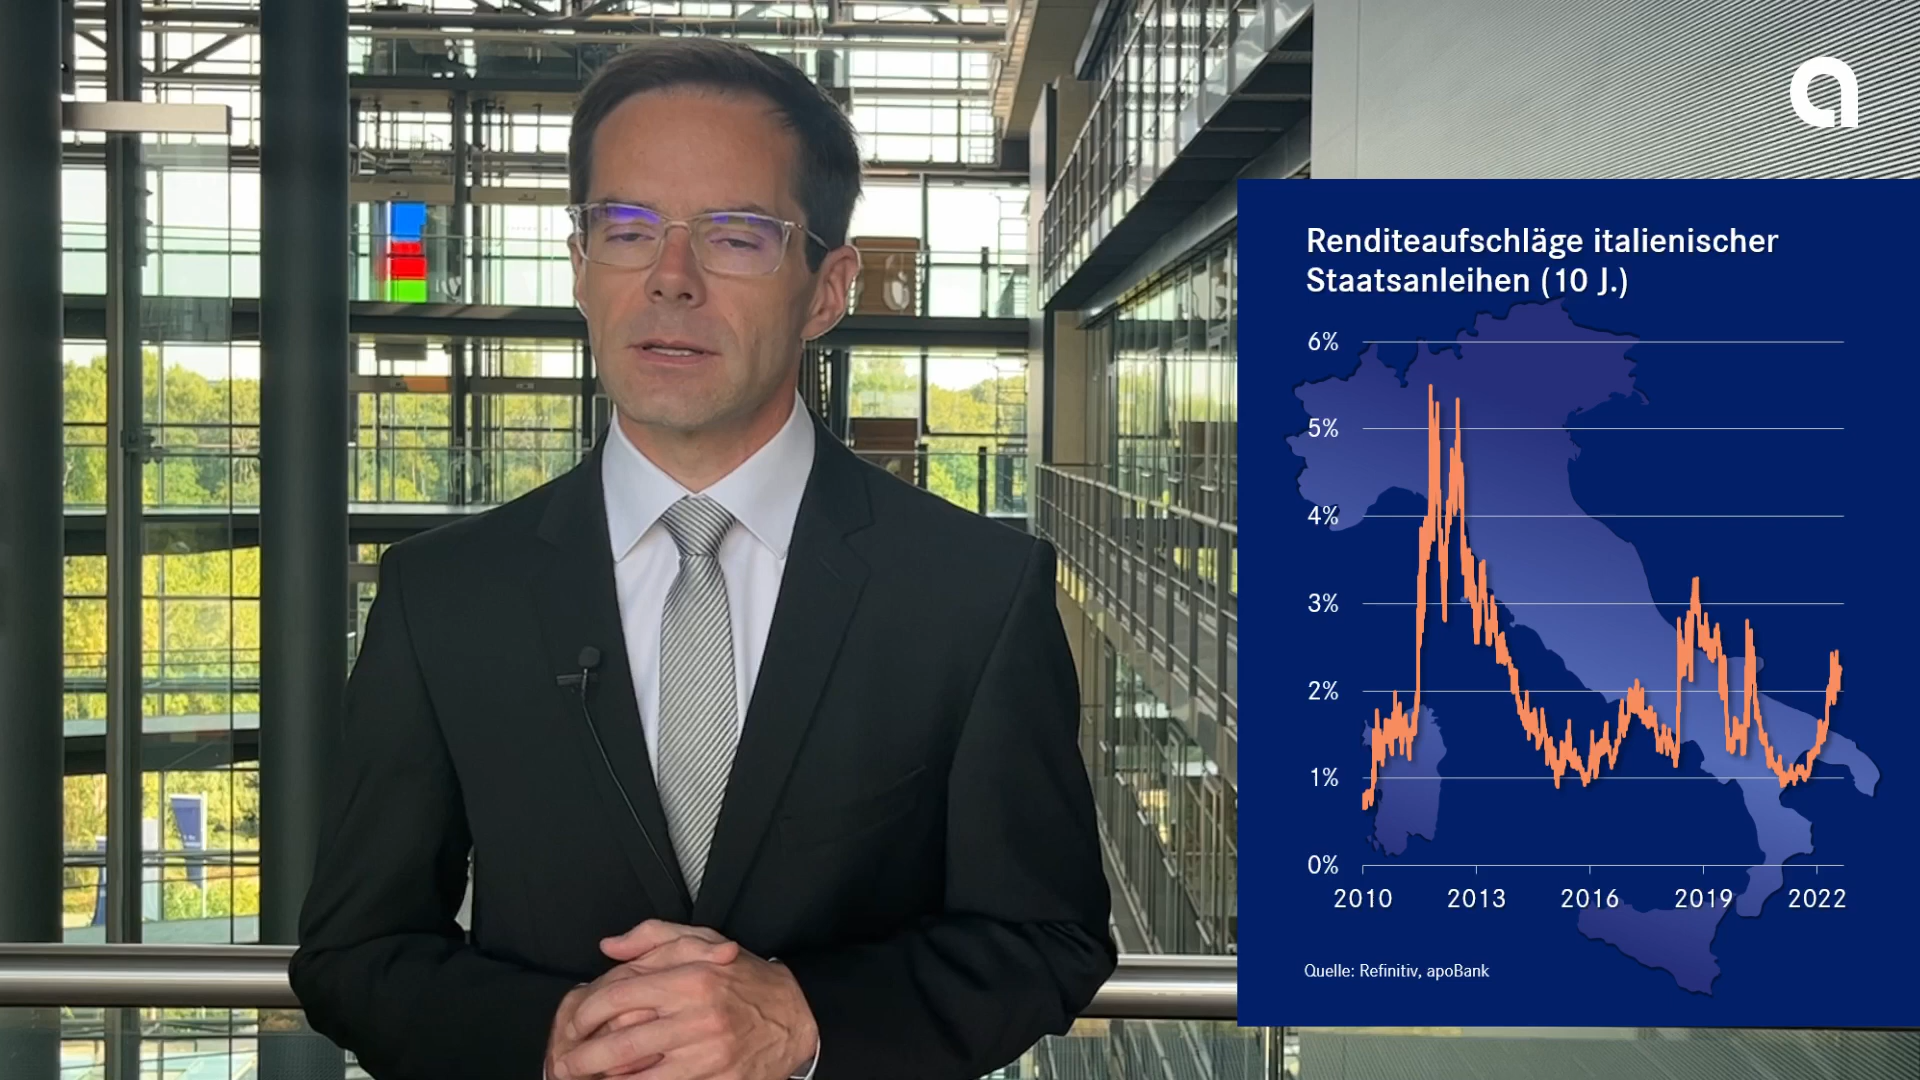 Renditeaufschläge italienischer
Staatsanleihen (10 J.)
6%
5%
4%
3%
2%
1%
0%
2010 2013 2016 2019 2022
Quelle: Refinitiv, apoBank